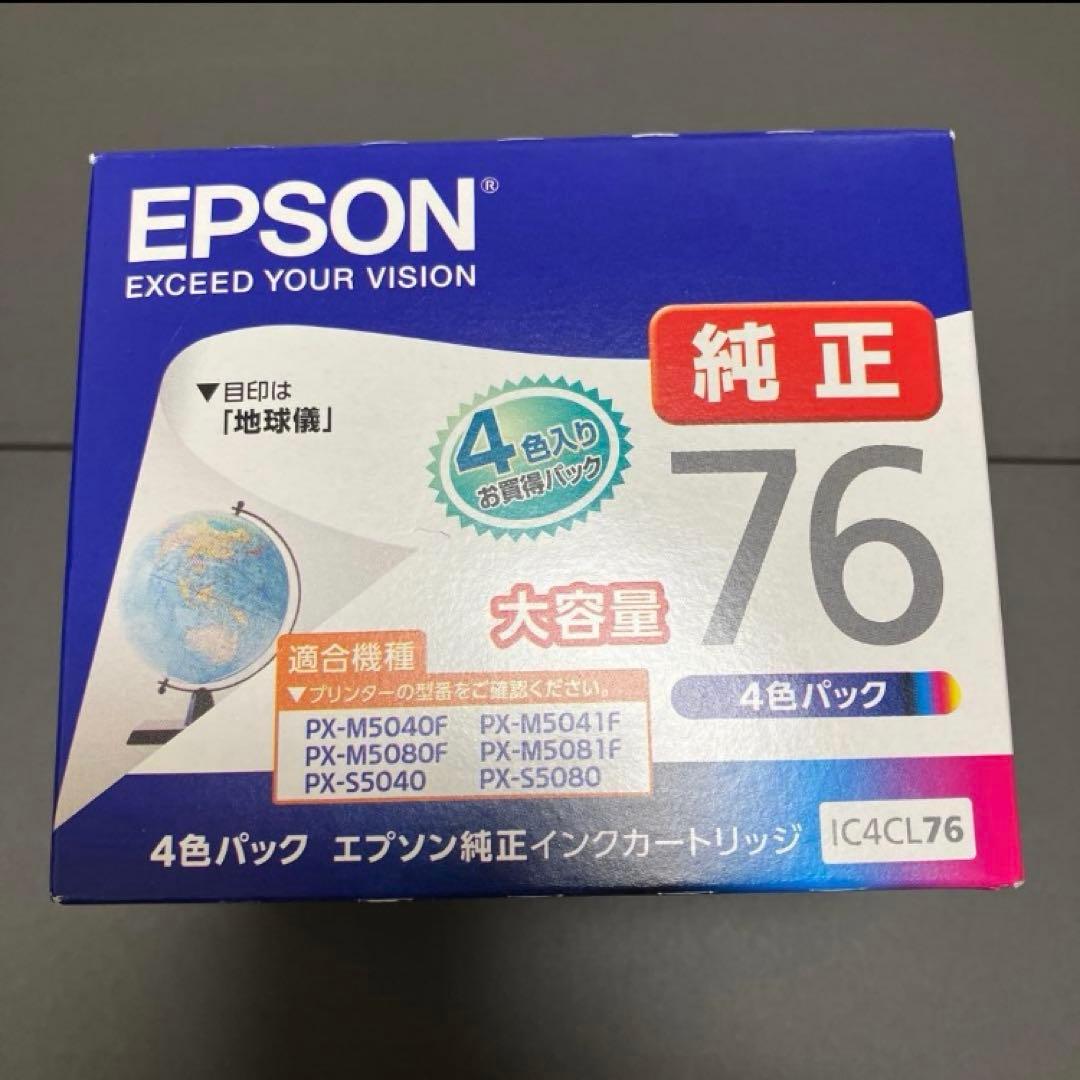 EPSON®
EXCEED YOUR VISION
純正
▼目印は
「地球儀」
4色入り
お買得パック
76
大容量
4色パック
適合機種
▼プリンターの型番をご確認ください。
PX-M5040F PX-M5041F
PX-M5080F PX-M5081F
PX-S5040 PX-S5080
4色パック エプソン純正インクカートリッジ IC4CL76